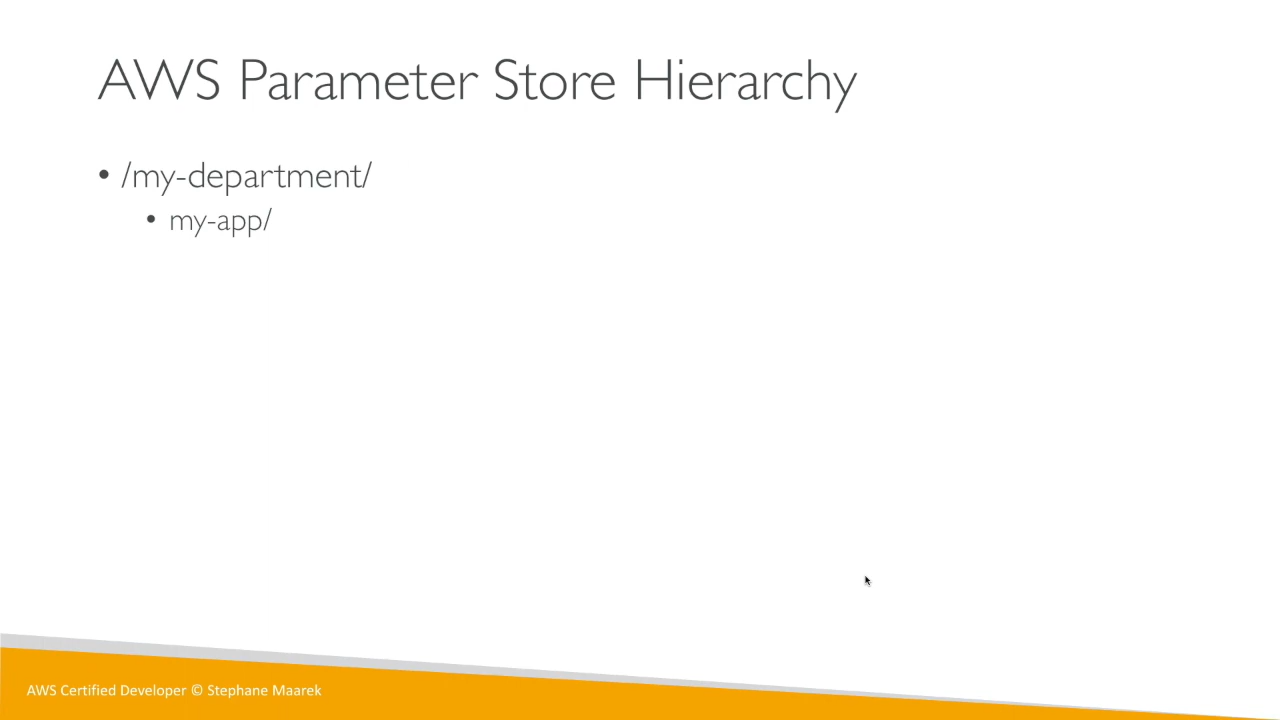 AWS Parameter Store Hierarchy
• /my-department/
• my-app/
AWS Certified Developer © Stephane Maarek